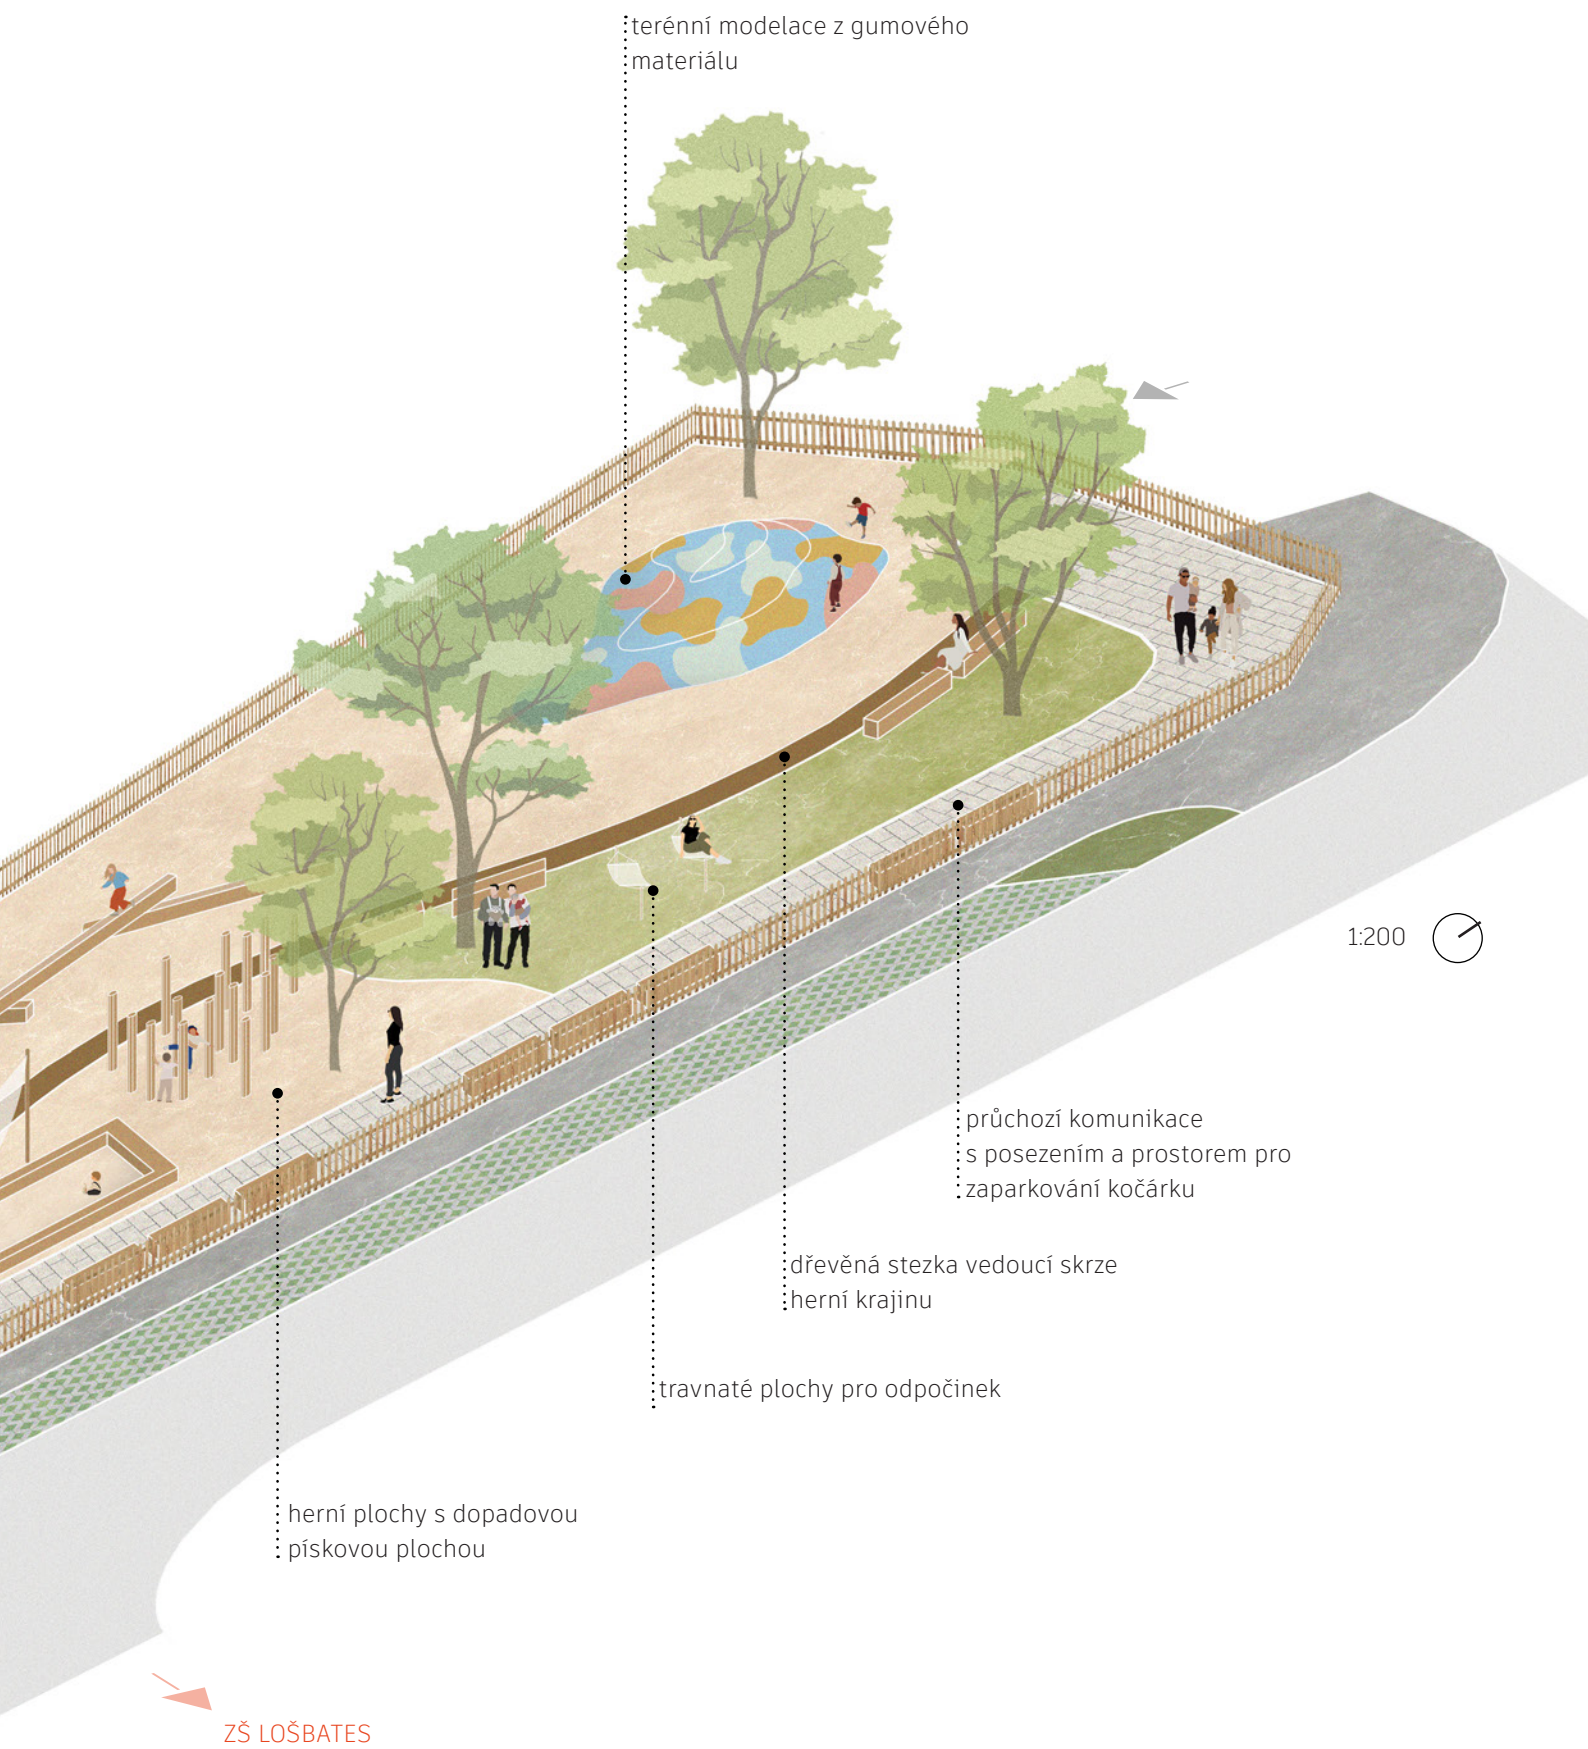 terénní modelace z gumového
materiálu
1:200
průchozí komunikace
s posezením a prostorem pro
zaparkování kočárku
dřevěná stezka vedoucí skrze
herní krajinu
travnaté plochy pro odpočinek
herní plochy s dopadovou
pískovou plochou
ZŠ LOŠBATES